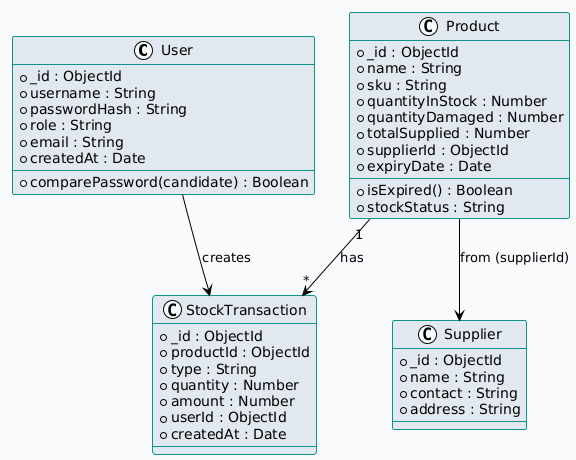 C User
_id : ObjectId
username : String
passwordHash : String
role : String
email : String
createdAt : Date
comparePassword(candidate) : Boolean
C Product
_id : ObjectId
name : String
sku : String
quantityInStock : Number
quantityDamaged : Number
totalSupplied : Number
supplierId : ObjectId
expiryDate : Date
isExpired() : Boolean
stockStatus : String
creates
1
has
*
from (supplierId)
C StockTransaction
_id : ObjectId
productId : ObjectId
type : String
quantity : Number
amount : Number
userId : ObjectId
createdAt : Date
C Supplier
_id : ObjectId
name : String
contact : String
address : String